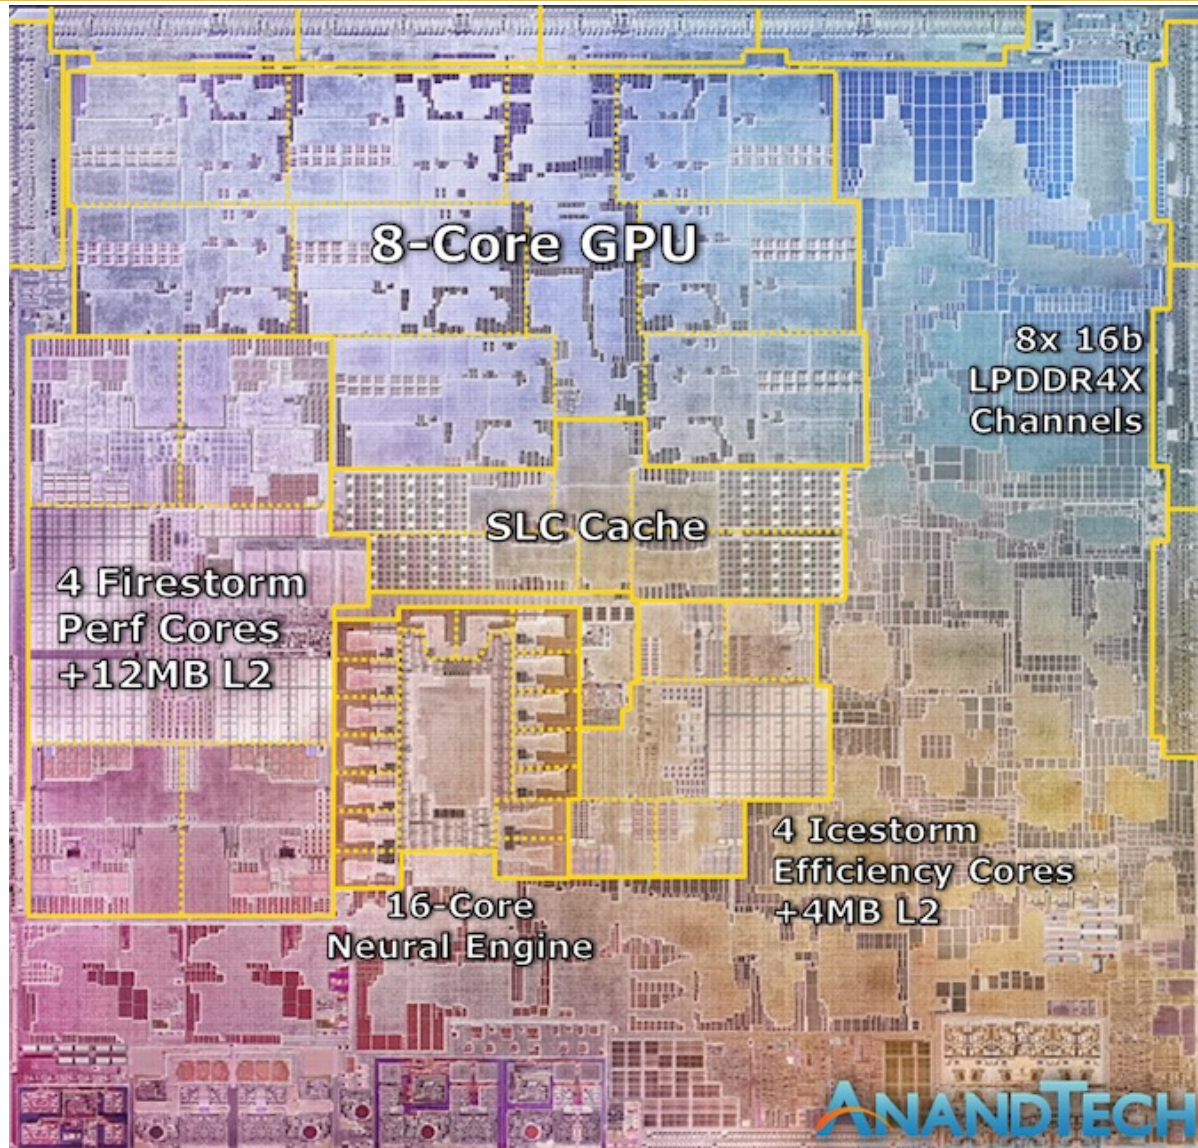 8-Core GPU
8x 16b
LPDDR4X
Channels
SLC Cache
4 Firestorm
Perf Cores
+12MB L2
4 Icestorm
Efficiency Cores
+4MB L2
16-Core
Neural Engine
ANANDTECH